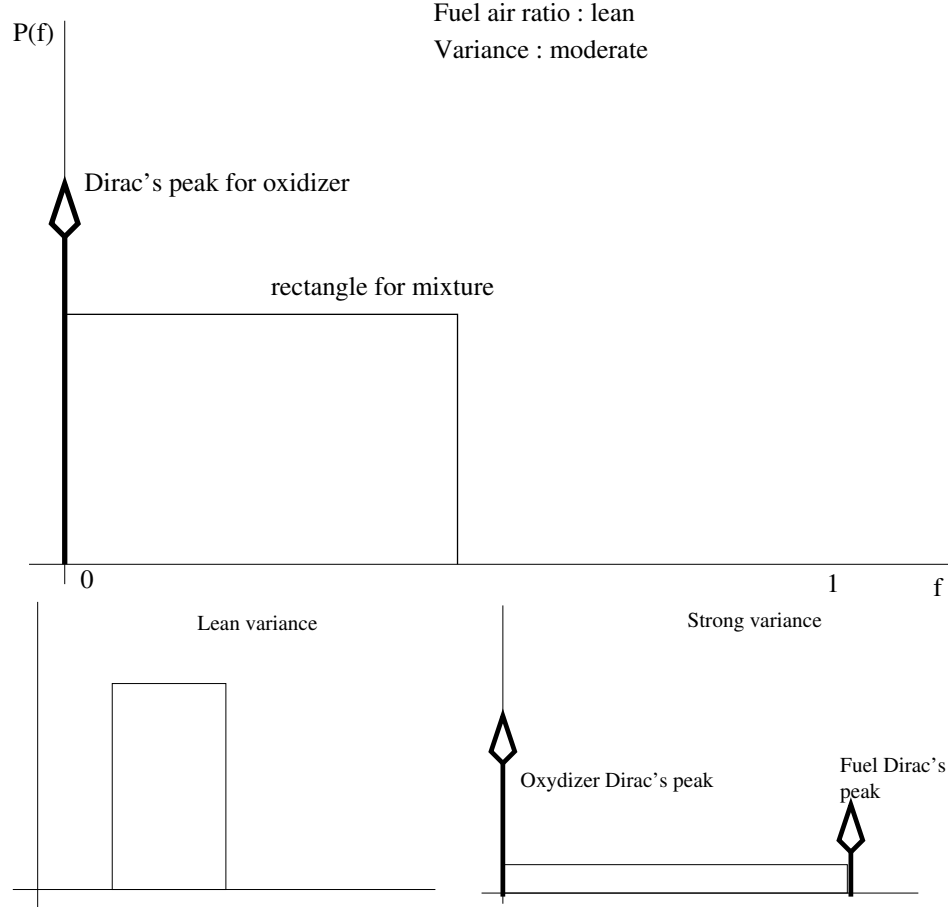 Fuel air ratio : lean
P(f)
Variance : moderate
Dirac's peak for oxidizer
rectangle for mixture
0
1
f
Lean variance
Strong variance
Oxydizer Dirac's peak
Fuel Dirac's
peak